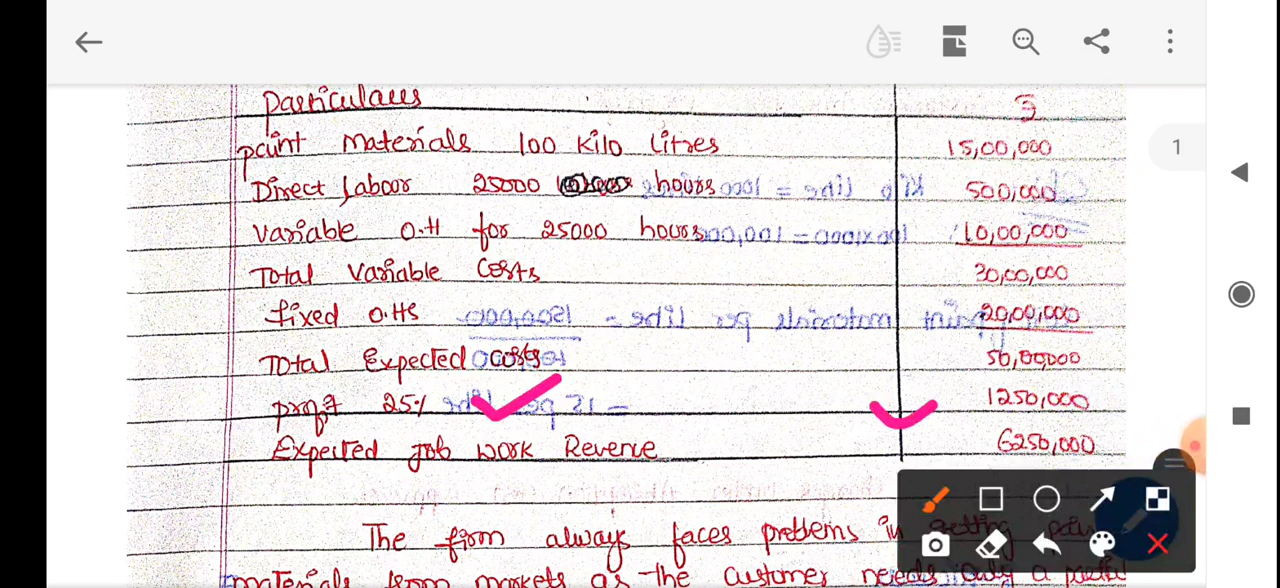 1
Particulars ₹
paint materials 100 Kilo Litres 15,00,000
Direct Labour 25000 hours 500,000
Variable O.H for 25000 hours 10,00,000
Total Variable Costs 30,00,000
fixed O.HS 20,00,000
Total Expected costs 50,00,000
profit 25% 1250,000
Expected Job work Revenue 6250,000
The firm always faces problems in getting
materials from markets as the customer needs only a